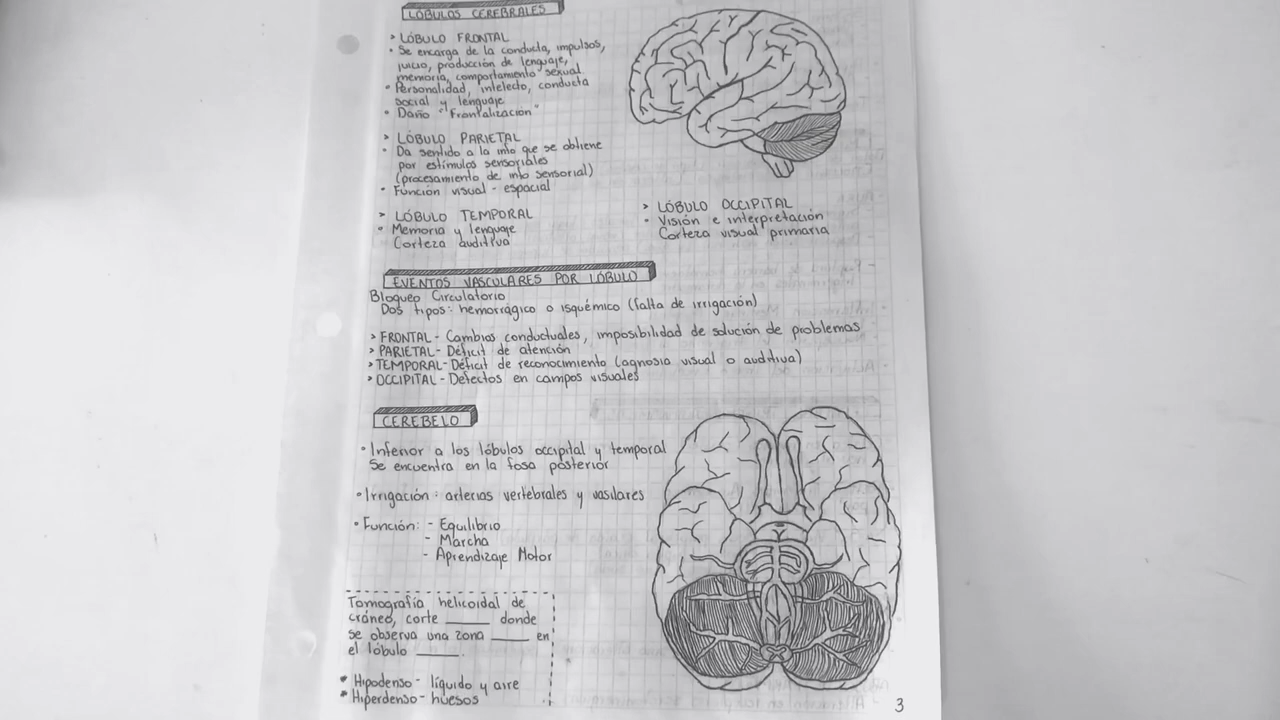 LÓBULOS CEREBRALES
> LÓBULO FRONTAL
• Se encarga de la conducta, impulsos,
juicio, producción de lenguaje,
memoria, comportamiento sexual
• Personalidad, intelecto, conducta
social y lenguaje
• Daño "Frontalización"
> LÓBULO PARIETAL
• Da sentido a la info que se obtiene
por estímulos sensoriales
(procesamiento de info sensorial)
• Función visual - espacial
> LÓBULO TEMPORAL
• Memoria y lenguaje
Corteza auditiva
> LÓBULO OCCIPITAL
• Visión e interpretación
Corteza visual primaria
EVENTOS VASCULARES POR LÓBULO
Bloqueo Circulatorio
Dos tipos: hemorrágico o isquémico (falta de irrigación)
> FRONTAL - Cambios conductuales, imposibilidad de solución de problemas
> PARIETAL - Déficit de atención
> TEMPORAL - Déficit de reconocimiento (agnosia visual o auditiva)
> OCCIPITAL - Defectos en campos visuales
CEREBELO
• Inferior a los lóbulos occipital y temporal
Se encuentra en la fosa posterior
• Irrigación: arterias vertebrales y vasilares
• Función: - Equilibrio
- Marcha
- Aprendizaje Motor
Tomografía helicoidal de
cráneo, corte ______ donde
se observa una zona _____ en
el lóbulo ______.
* Hipodenso - líquido y aire
* Hiperdenso - huesos
3